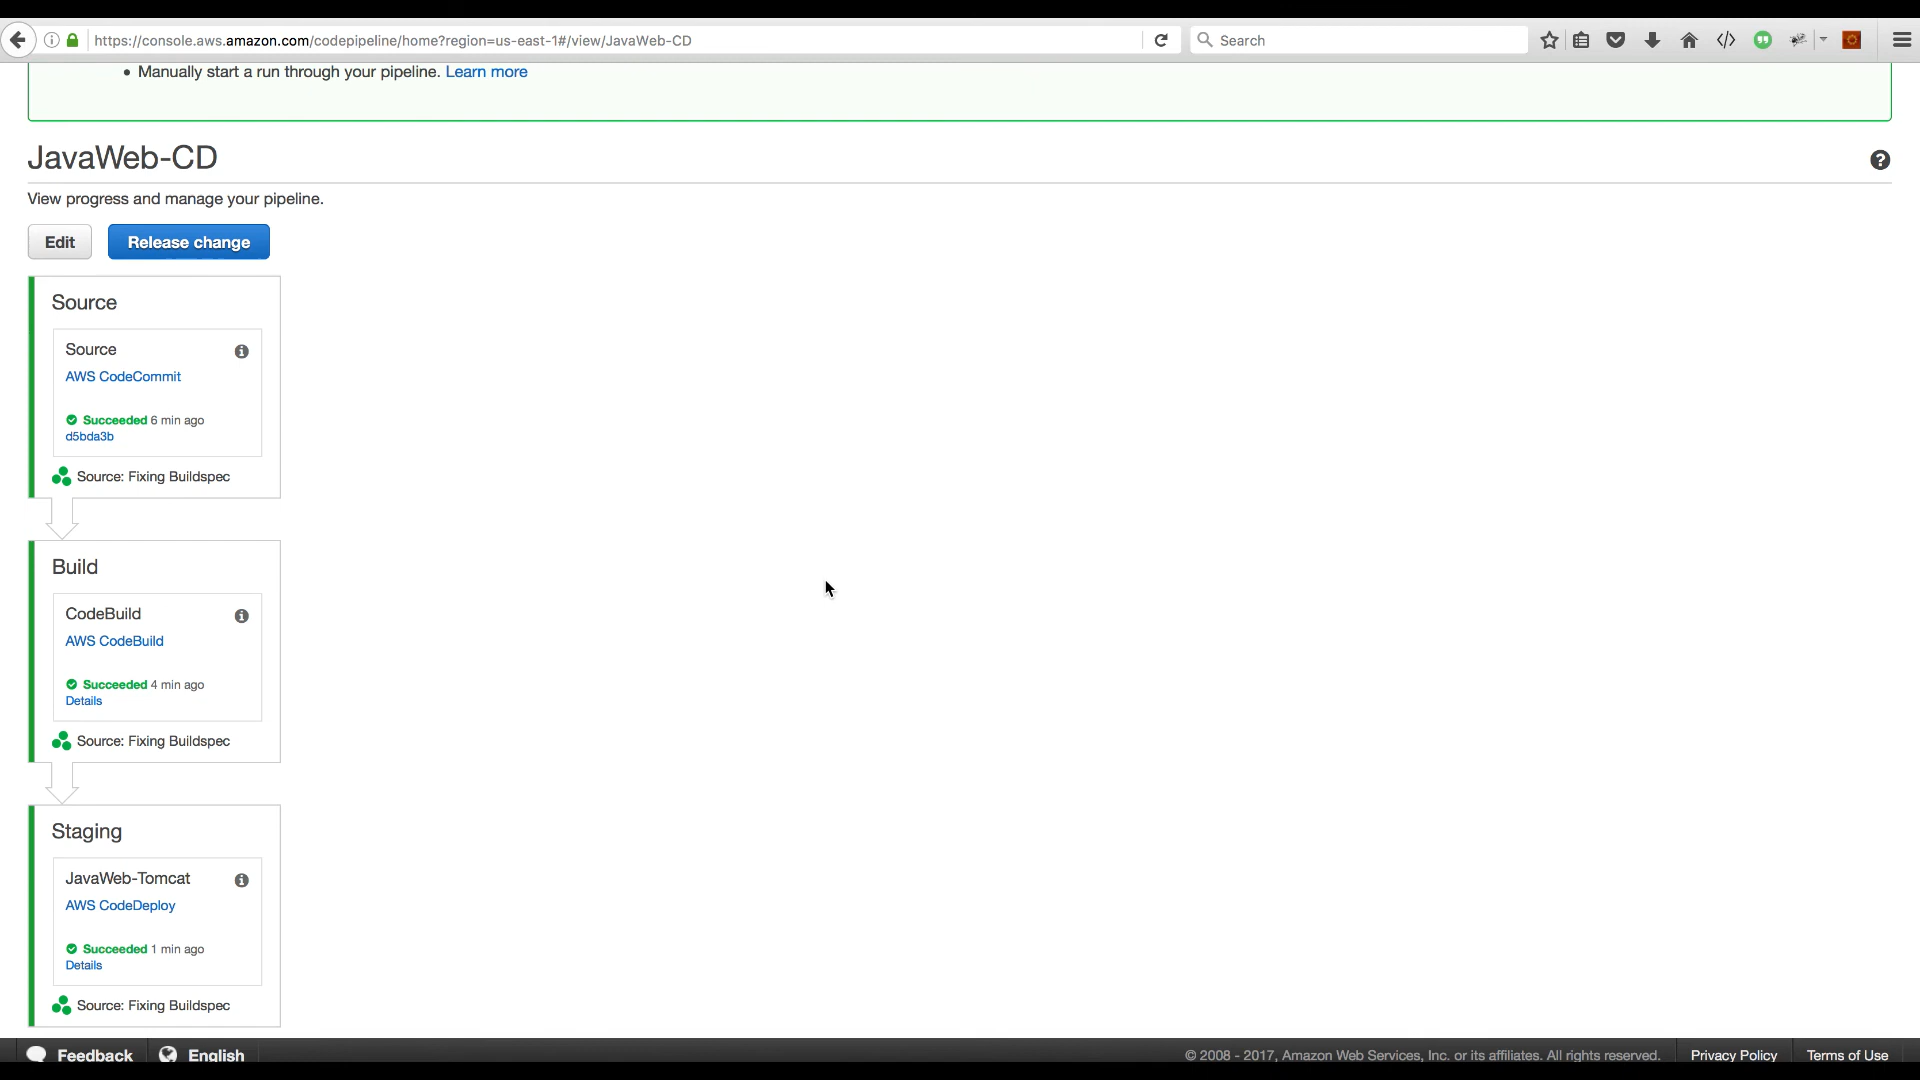 https://console.aws.amazon.com/codepipeline/home?region=us-east-1#/view/JavaWeb-CD
Search
• Manually start a run through your pipeline. Learn more
JavaWeb-CD
View progress and manage your pipeline.
Edit
Release change
Source
Source
AWS CodeCommit
Succeeded 6 min ago
d5bda3b
Source: Fixing Buildspec
Build
CodeBuild
AWS CodeBuild
Succeeded 4 min ago
Details
Source: Fixing Buildspec
Staging
JavaWeb-Tomcat
AWS CodeDeploy
Succeeded 1 min ago
Details
Source: Fixing Buildspec
Feedback
English
© 2008 - 2017, Amazon Web Services, Inc. or its affiliates. All rights reserved.
Privacy Policy
Terms of Use